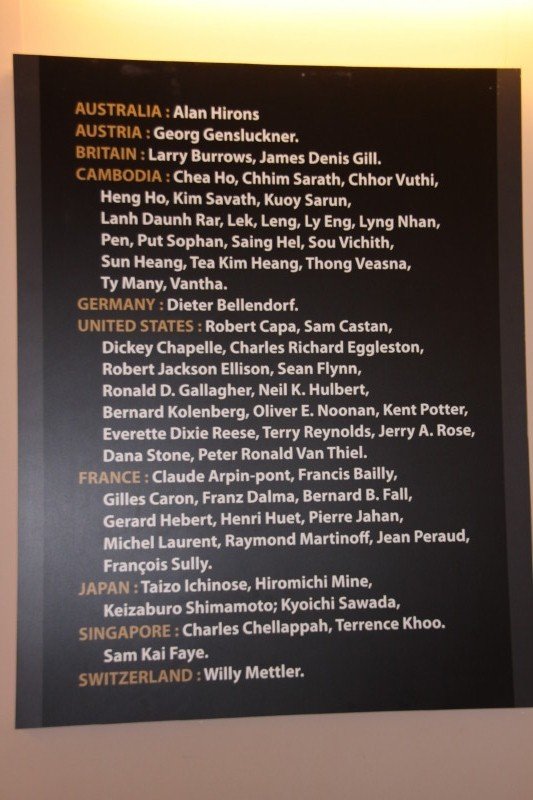 AUSTRALIA : Alan Hirons
AUSTRIA : Georg Gensluckner.
BRITAIN : Larry Burrows, James Denis Gill.
CAMBODIA : Chea Ho, Chhim Sarath, Chhor Vuthi,
Heng Ho, Kim Savath, Kuoy Sarun,
Lanh Daunh Rar, Lek, Leng, Ly Eng, Lyng Nhan,
Pen, Put Sophan, Saing Hel, Sou Vichith,
Sun Heang, Tea Kim Heang, Thong Veasna,
Ty Many, Vantha.
GERMANY : Dieter Bellendorf.
UNITED STATES : Robert Capa, Sam Castan,
Dickey Chapelle, Charles Richard Eggleston,
Robert Jackson Ellison, Sean Flynn,
Ronald D. Gallagher, Neil K. Hulbert,
Bernard Kolenberg, Oliver E. Noonan, Kent Potter,
Everette Dixie Reese, Terry Reynolds, Jerry A. Rose,
Dana Stone, Peter Ronald Van Thiel.
FRANCE : Claude Arpin-pont, Francis Bailly,
Gilles Caron, Franz Dalma, Bernard B. Fall,
Gerard Hebert, Henri Huet, Pierre Jahan,
Michel Laurent, Raymond Martinoff, Jean Peraud,
François Sully.
JAPAN : Taizo Ichinose, Hiromichi Mine,
Keizaburo Shimamoto; Kyoichi Sawada,
SINGAPORE : Charles Chellappah, Terrence Khoo.
Sam Kai Faye.
SWITZERLAND : Willy Mettler.